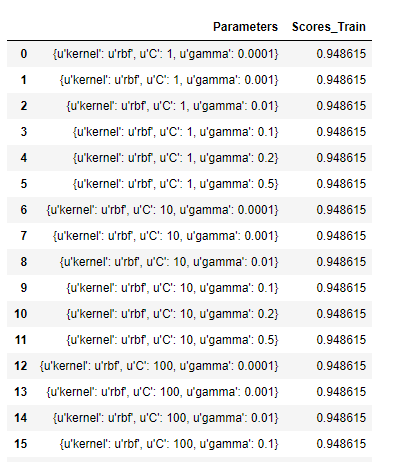 Parameters Scores_Train
0 {u'kernel': u'rbf', u'C': 1, u'gamma': 0.0001} 0.948615
1 {u'kernel': u'rbf', u'C': 1, u'gamma': 0.001} 0.948615
2 {u'kernel': u'rbf', u'C': 1, u'gamma': 0.01} 0.948615
3 {u'kernel': u'rbf', u'C': 1, u'gamma': 0.1} 0.948615
4 {u'kernel': u'rbf', u'C': 1, u'gamma': 0.2} 0.948615
5 {u'kernel': u'rbf', u'C': 1, u'gamma': 0.5} 0.948615
6 {u'kernel': u'rbf', u'C': 10, u'gamma': 0.0001} 0.948615
7 {u'kernel': u'rbf', u'C': 10, u'gamma': 0.001} 0.948615
8 {u'kernel': u'rbf', u'C': 10, u'gamma': 0.01} 0.948615
9 {u'kernel': u'rbf', u'C': 10, u'gamma': 0.1} 0.948615
10 {u'kernel': u'rbf', u'C': 10, u'gamma': 0.2} 0.948615
11 {u'kernel': u'rbf', u'C': 10, u'gamma': 0.5} 0.948615
12 {u'kernel': u'rbf', u'C': 100, u'gamma': 0.0001} 0.948615
13 {u'kernel': u'rbf', u'C': 100, u'gamma': 0.001} 0.948615
14 {u'kernel': u'rbf', u'C': 100, u'gamma': 0.01} 0.948615
15 {u'kernel': u'rbf', u'C': 100, u'gamma': 0.1} 0.948615